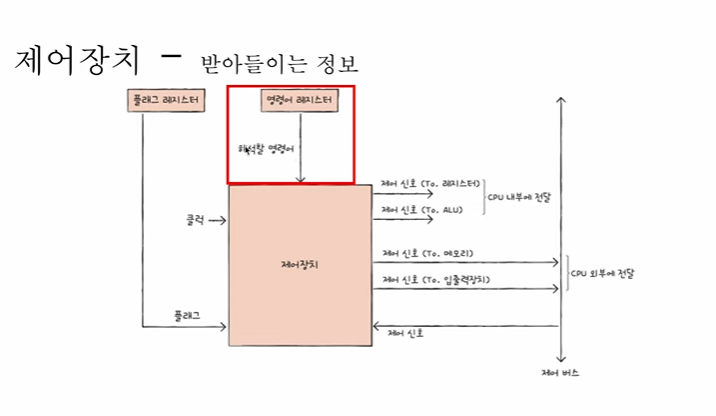 제어장치 - 받아들이는 정보
플래그 레지스터
명령어 레지스터
해석할 명령어
제어 신호 (To. 레지스터)
CPU 내부에 전달
제어 신호 (To. ALU)
클럭
제어 신호 (To. 메모리)
제어장치
CPU 외부에 전달
제어 신호 (To. 입출력장치)
플래그
제어 신호
제어 버스